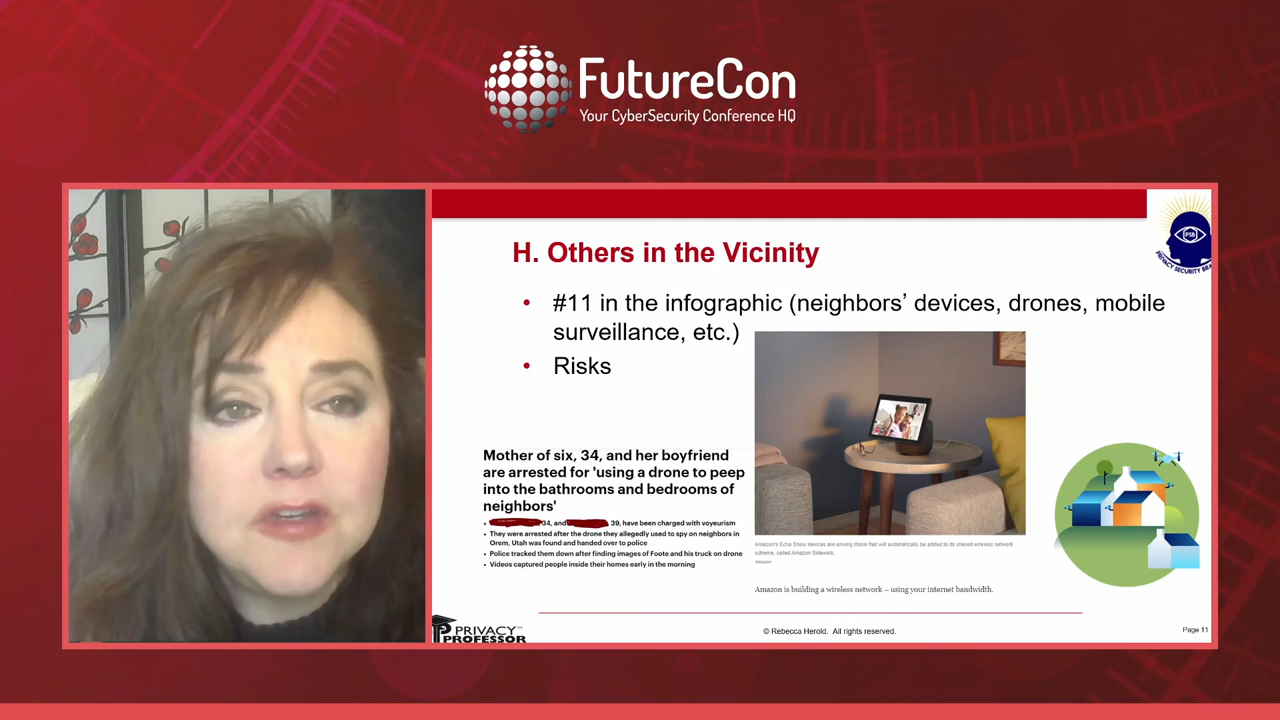 FutureCon
Your CyberSecurity Conference HQ
PSB
PRIVACY SECURITY BRA
H. Others in the Vicinity
• #11 in the infographic (neighbors’ devices, drones, mobile
surveillance, etc.)
• Risks
Mother of six, 34, and her boyfriend
are arrested for 'using a drone to peep
into the bathrooms and bedrooms of
neighbors'
• 34, and 39, have been charged with voyeurism
• They were arrested after the drone they allegedly used to spy on neighbors in
Orem, Utah was found and handed over to police
• Police tracked them down after finding images of Foote and his truck on drone
• Videos captured people inside their homes early in the morning
Amazon's Echo Show devices are among those that will automatically be added to its shared wireless network
scheme, called Amazon Sidewalk.
Amazon
Amazon is building a wireless network – using your internet bandwidth.
PRIVACY
PROFESSOR
© Rebecca Herold. All rights reserved.
Page 11